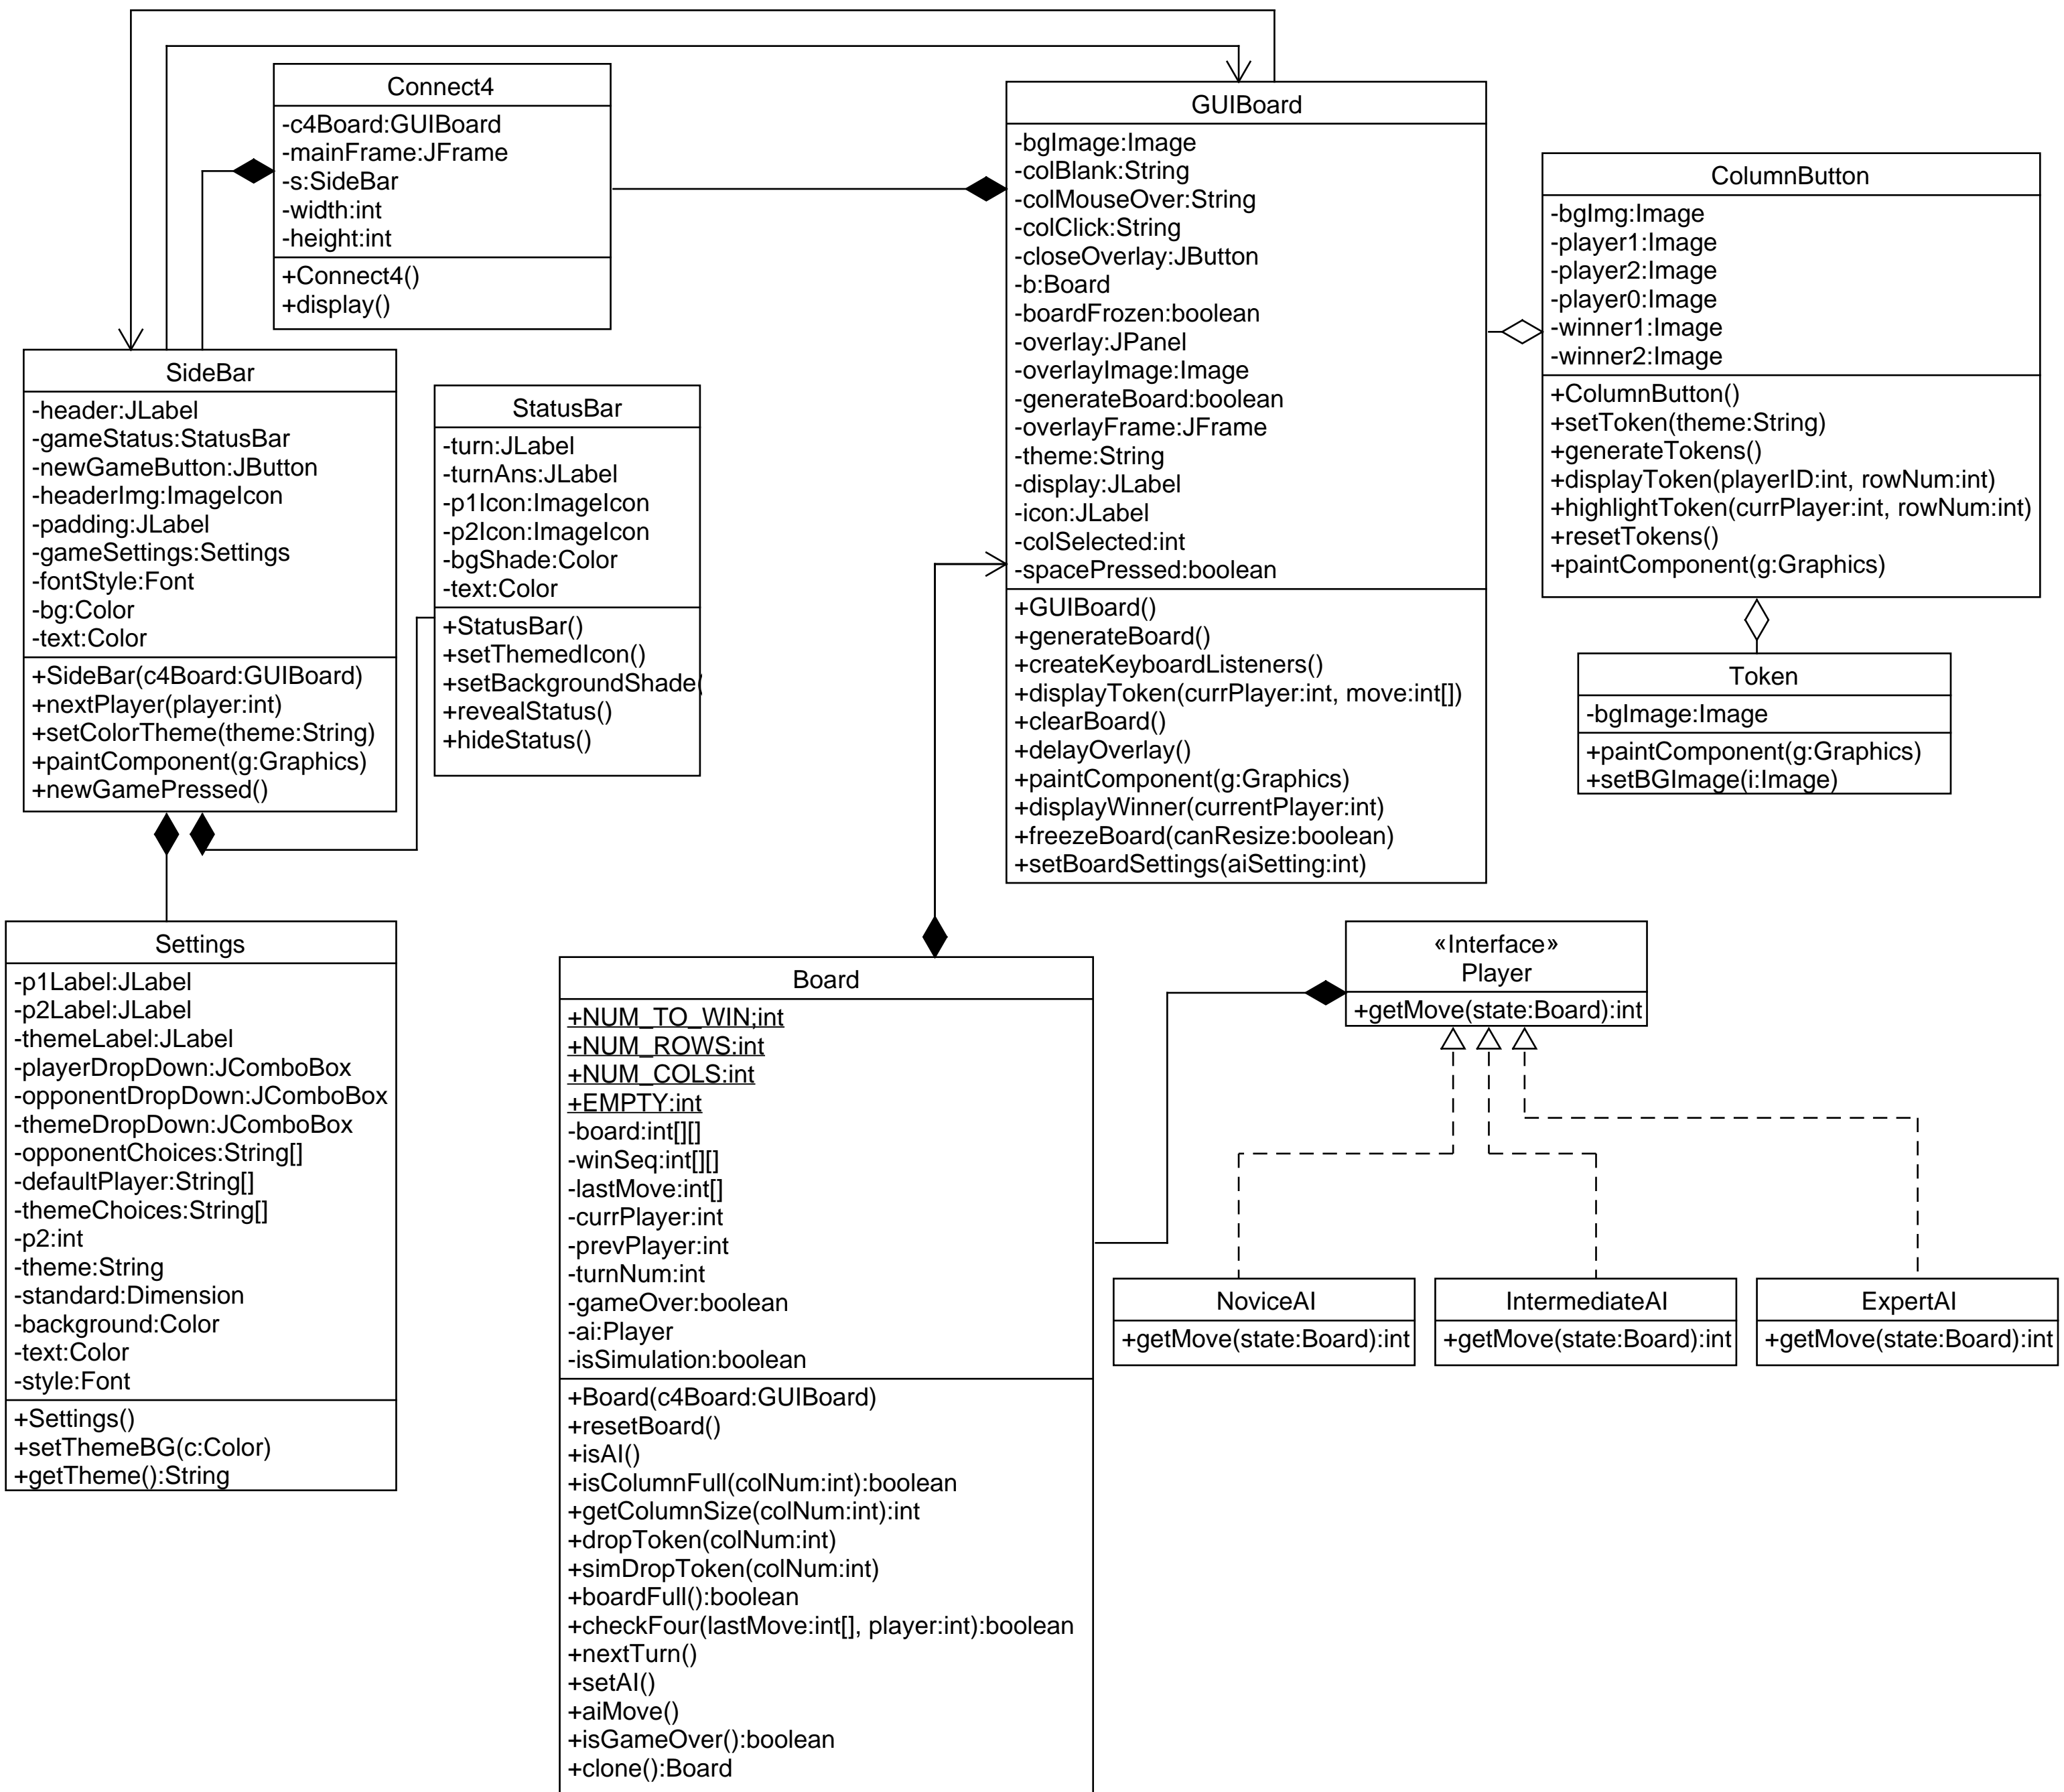 Connect4
-c4Board:GUIBoard
-mainFrame:JFrame
-s:SideBar
-width:int
-height:int
+Connect4()
+display()
GUIBoard
-bgImage:Image
-colBlank:String
-colMouseOver:String
-colClick:String
-closeOverlay:JButton
-b:Board
-boardFrozen:boolean
-overlay:JPanel
-overlayImage:Image
-generateBoard:boolean
-overlayFrame:JFrame
-theme:String
-display:JLabel
-icon:JLabel
-colSelected:int
-spacePressed:boolean
+GUIBoard()
+generateBoard()
+createKeyboardListeners()
+displayToken(currPlayer:int, move:int[])
+clearBoard()
+delayOverlay()
+paintComponent(g:Graphics)
+displayWinner(currentPlayer:int)
+freezeBoard(canResize:boolean)
+setBoardSettings(aiSetting:int)
ColumnButton
-bgImg:Image
-player1:Image
-player2:Image
-player0:Image
-winner1:Image
-winner2:Image
+ColumnButton()
+setToken(theme:String)
+generateTokens()
+displayToken(playerID:int, rowNum:int)
+highlightToken(currPlayer:int, rowNum:int)
+resetTokens()
+paintComponent(g:Graphics)
Token
-bgImage:Image
+paintComponent(g:Graphics)
+setBGImage(i:Image)
SideBar
-header:JLabel
-gameStatus:StatusBar
-newGameButton:JButton
-headerImg:ImageIcon
-padding:JLabel
-gameSettings:Settings
-fontStyle:Font
-bg:Color
-text:Color
+SideBar(c4Board:GUIBoard)
+nextPlayer(player:int)
+setColorTheme(theme:String)
+paintComponent(g:Graphics)
+newGamePressed()
StatusBar
-turn:JLabel
-turnAns:JLabel
-p1Icon:ImageIcon
-p2Icon:ImageIcon
-bgShade:Color
-text:Color
+StatusBar()
+setThemedIcon()
+setBackgroundShade(
+revealStatus()
+hideStatus()
Settings
-p1Label:JLabel
-p2Label:JLabel
-themeLabel:JLabel
-playerDropDown:JComboBox
-opponentDropDown:JComboBox
-themeDropDown:JComboBox
-opponentChoices:String[]
-defaultPlayer:String[]
-themeChoices:String[]
-p2:int
-theme:String
-standard:Dimension
-background:Color
-text:Color
-style:Font
+Settings()
+setThemeBG(c:Color)
+getTheme():String
Board
+NUM_TO_WIN;int
+NUM_ROWS:int
+NUM_COLS:int
+EMPTY:int
-board:int[][]
-winSeq:int[][]
-lastMove:int[]
-currPlayer:int
-prevPlayer:int
-turnNum:int
-gameOver:boolean
-ai:Player
-isSimulation:boolean
+Board(c4Board:GUIBoard)
+resetBoard()
+isAI()
+isColumnFull(colNum:int):boolean
+getColumnSize(colNum:int):int
+dropToken(colNum:int)
+simDropToken(colNum:int)
+boardFull():boolean
+checkFour(lastMove:int[], player:int):boolean
+nextTurn()
+setAI()
+aiMove()
+isGameOver():boolean
+clone():Board
«Interface»
Player
+getMove(state:Board):int
NoviceAI
+getMove(state:Board):int
IntermediateAI
+getMove(state:Board):int
ExpertAI
+getMove(state:Board):int